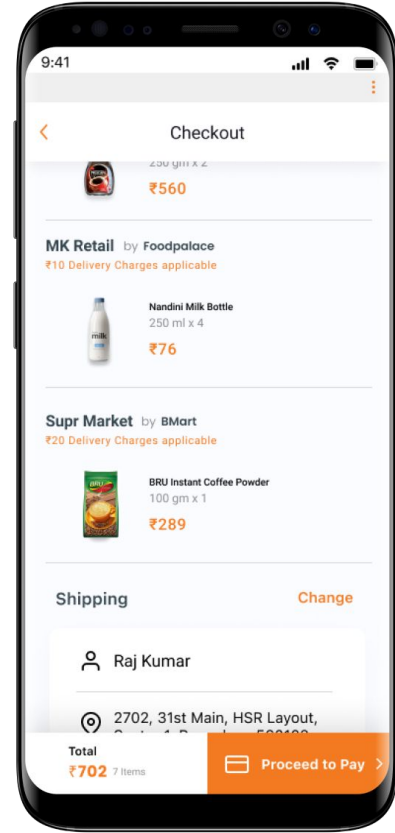 9:41
Checkout
250 gm x 2
₹560
MK Retail by Foodpalace
₹10 Delivery Charges applicable
milk
Nandini Milk Bottle
250 ml x 4
₹76
Supr Market by BMart
₹20 Delivery Charges applicable
BRU
BRU Instant Coffee Powder
100 gm x 1
₹289
Shipping
Change
Raj Kumar
2702, 31st Main, HSR Layout,
Total
₹702 7 Items
Proceed to Pay